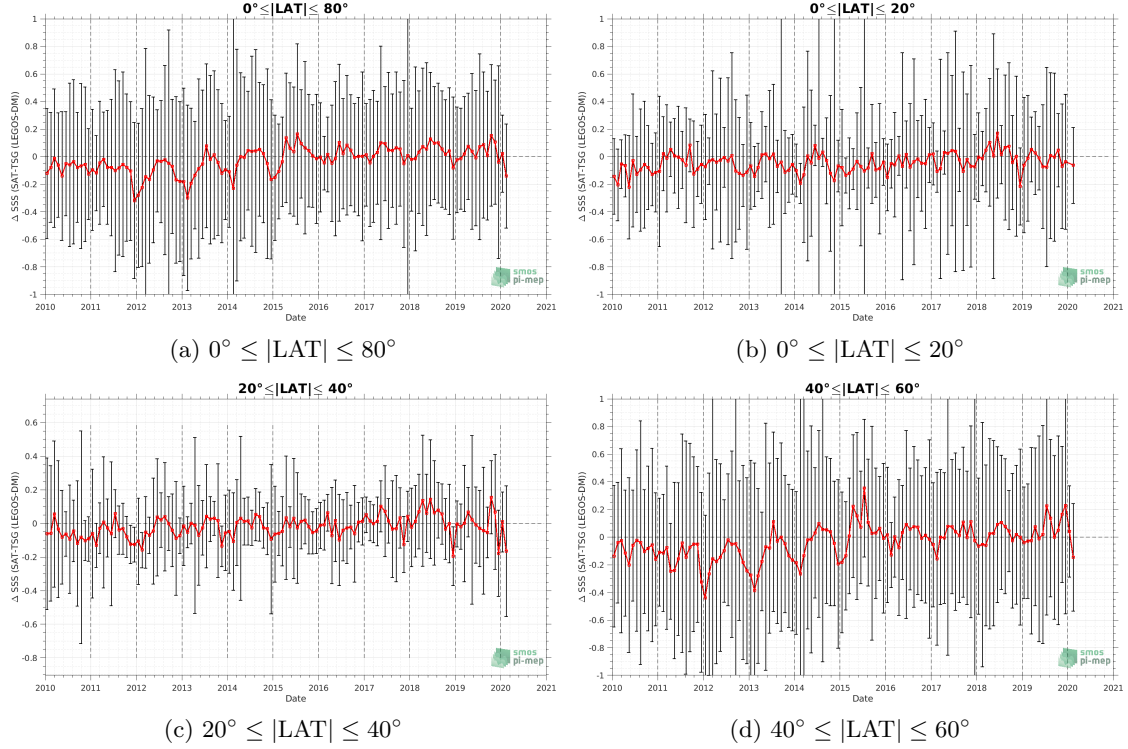 0°≤|LAT|≤ 80°
Δ SSS (SAT-TSG (LEGOS-DM))
1
0.8
0.6
0.4
0.2
0
-0.2
-0.4
-0.6
-0.8
-1
2010 2011 2012 2013 2014 2015 2016 2017 2018 2019 2020 2021
Date
smos
pi-mep
(a) 0° ≤ |LAT| ≤ 80°
0°≤|LAT|≤ 20°
Δ SSS (SAT-TSG (LEGOS-DM))
1
0.8
0.6
0.4
0.2
0
-0.2
-0.4
-0.6
-0.8
-1
2010 2011 2012 2013 2014 2015 2016 2017 2018 2019 2020 2021
Date
smos
pi-mep
(b) 0° ≤ |LAT| ≤ 20°
20°≤|LAT|≤ 40°
Δ SSS (SAT-TSG (LEGOS-DM))
0.6
0.4
0.2
0
-0.2
-0.4
-0.6
-0.8
2010 2011 2012 2013 2014 2015 2016 2017 2018 2019 2020 2021
Date
smos
pi-mep
(c) 20° ≤ |LAT| ≤ 40°
40°≤|LAT|≤ 60°
Δ SSS (SAT-TSG (LEGOS-DM))
1
0.8
0.6
0.4
0.2
0
-0.2
-0.4
-0.6
-0.8
-1
2010 2011 2012 2013 2014 2015 2016 2017 2018 2019 2020 2021
Date
smos
pi-mep
(d) 40° ≤ |LAT| ≤ 60°